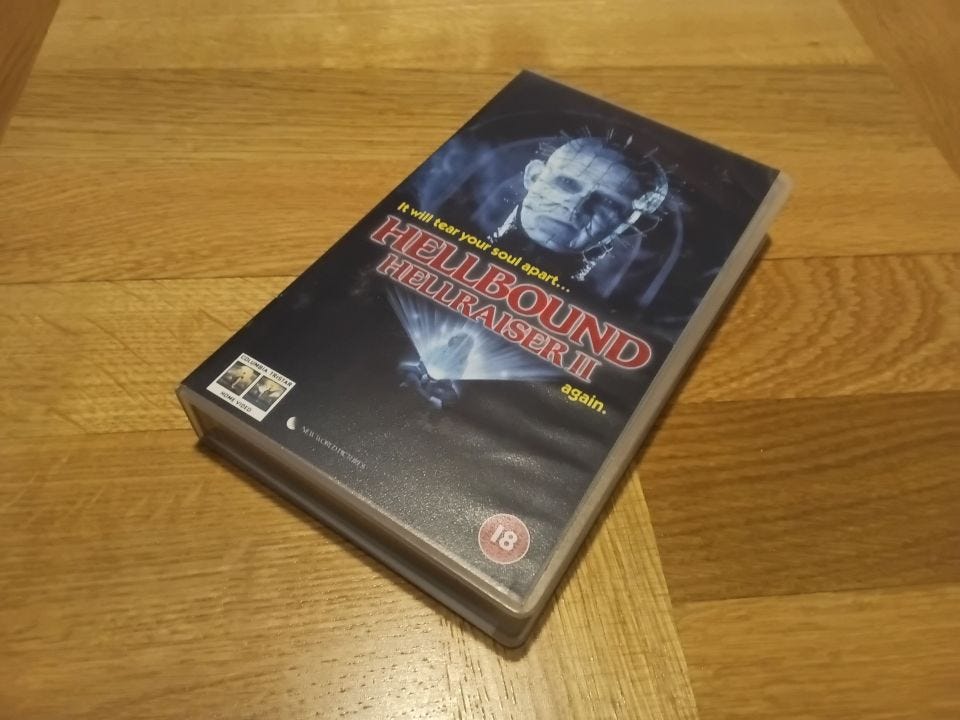 It will tear your soul apart...
HELLBOUND
HELLRAISER II
again.
COLUMBIA TRISTAR
HOME VIDEO
NEW WORLD PICTURES
18